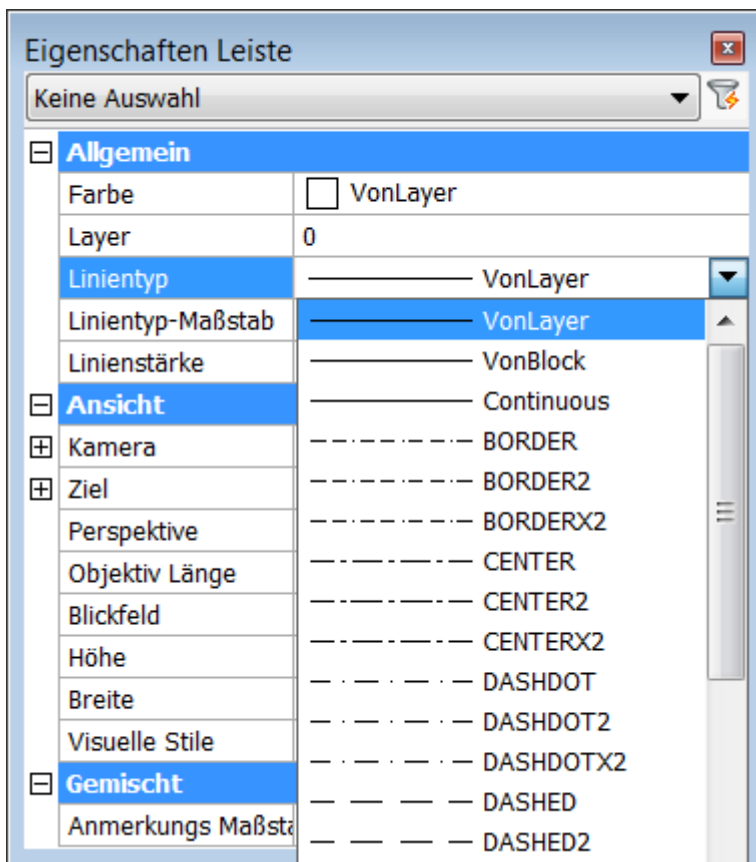 Eigenschaften Leiste
Keine Auswahl
Allgemein
Farbe VonLayer
Layer 0
Linientyp VonLayer
Linientyp-Maßstab VonLayer
Linienstärke VonBlock
Ansicht Continuous
Kamera BORDER
Ziel BORDER2
Perspektive BORDERX2
Objektiv Länge CENTER
Blickfeld CENTER2
Höhe CENTERX2
Breite DASHDOT
Visuelle Stile DASHDOT2
Gemischt DASHDOTX2
DASHED
Anmerkungs Maßsta DASHED2